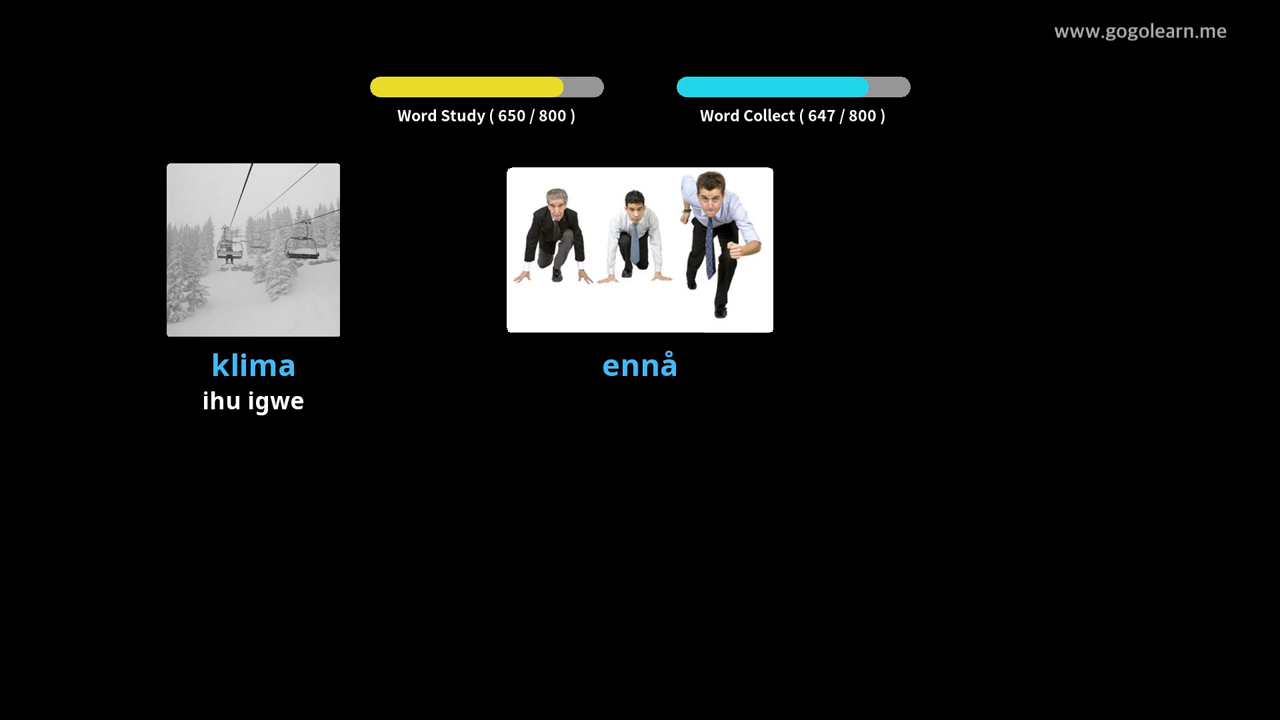 www.gogolearn.me
Word Study ( 650 / 800 )
Word Collect ( 647 / 800 )
klima
ihu igwe
ennå